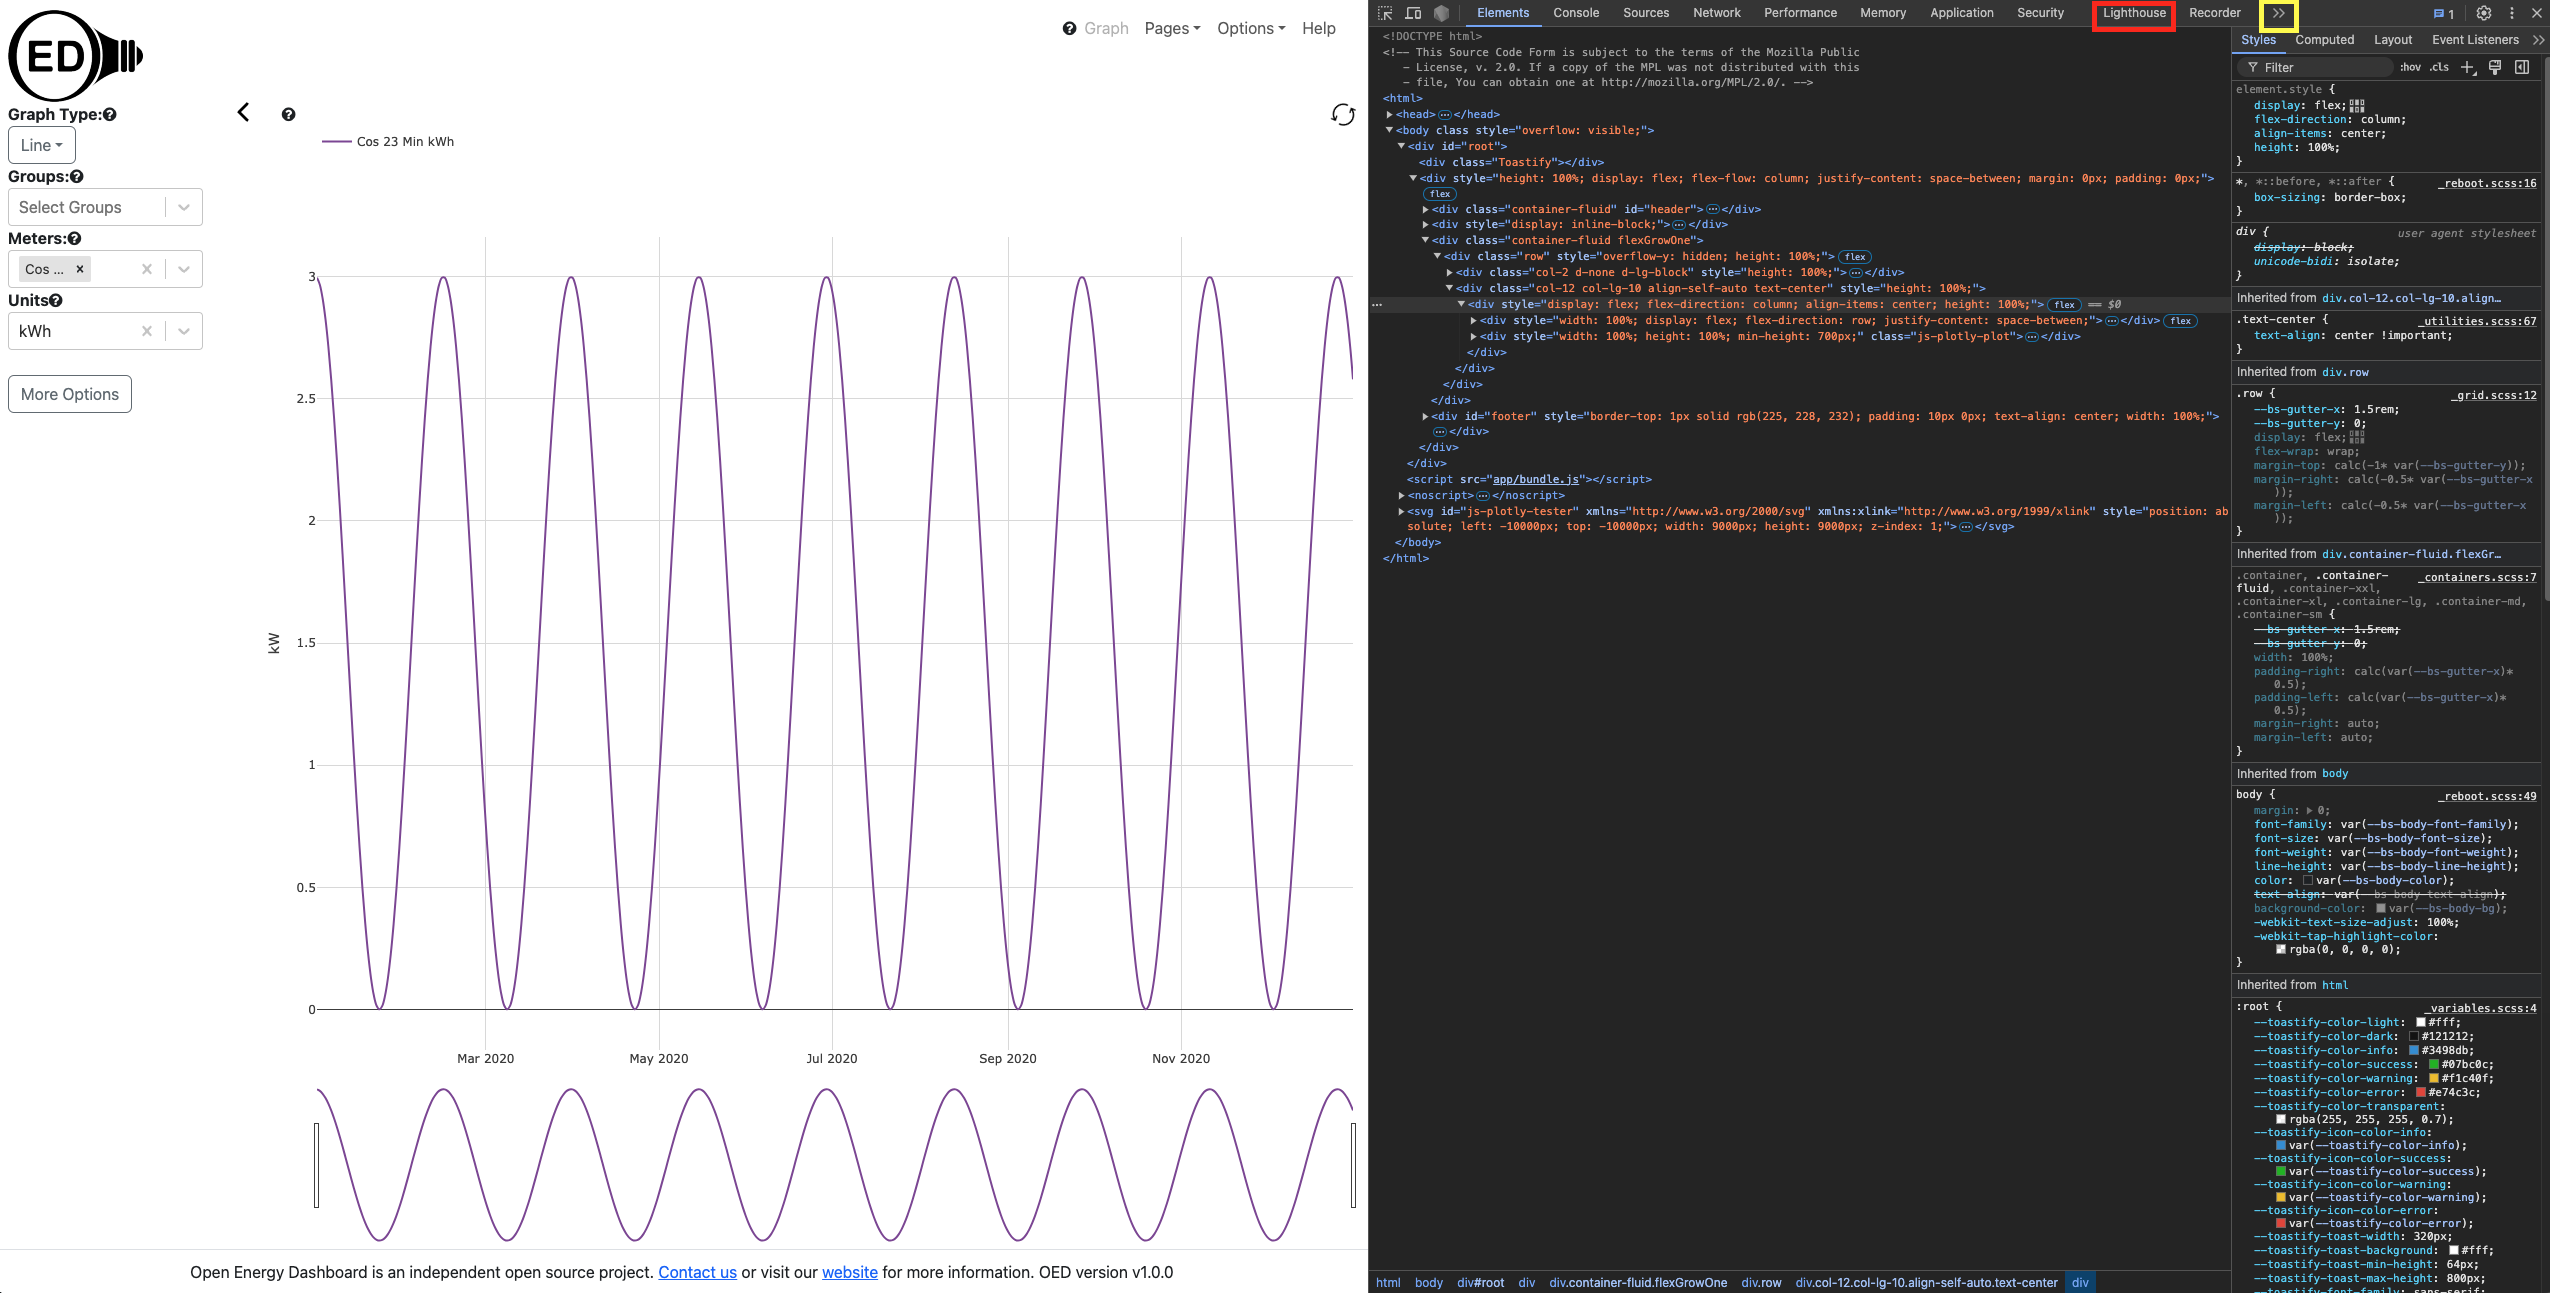 ED
Graph Pages Options Help
Graph Type:
Line
Groups:
Select Groups
Meters:
Cos ... ×
Units
kWh
More Options
Cos 23 Min kWh
3
2.5
2
1.5
1
0.5
0
kW
Mar 2020 May 2020 Jul 2020 Sep 2020 Nov 2020
Open Energy Dashboard is an independent open source project. Contact us or visit our website for more information. OED version v1.0.0
Elements Console Sources Network Performance Memory Application Security Lighthouse Recorder 1
<!DOCTYPE html>
<!-- This Source Code Form is subject to the terms of the Mozilla Public
- License, v. 2.0. If a copy of the MPL was not distributed with this
- file, You can obtain one at http://mozilla.org/MPL/2.0/. -->
<html>
<head>…</head>
<body class style="overflow: visible;">
<div id="root">
<div class="Toastify"></div>
<div style="height: 100%; display: flex; flex-flow: column; justify-content: space-between; margin: 0px; padding: 0px;">
flex
<div class="container-fluid" id="header">…</div>
<div style="display: inline-block;">…</div>
<div class="container-fluid flexGrowOne">
<div class="row" style="overflow-y: hidden; height: 100%;"> flex
<div class="col-2 d-none d-lg-block" style="height: 100%;">…</div>
<div class="col-12 col-lg-10 align-self-auto text-center" style="height: 100%;">
… <div style="display: flex; flex-direction: column; align-items: center; height: 100%;"> flex == $0
<div style="width: 100%; display: flex; flex-direction: row; justify-content: space-between;">…</div> flex
<div style="width: 100%; height: 100%; min-height: 700px;" class="js-plotly-plot">…</div>
</div>
</div>
</div>
</div>
<div id="footer" style="border-top: 1px solid rgb(225, 228, 232); padding: 10px 0px; text-align: center; width: 100%;">
…</div>
</div>
</div>
<script src="app/bundle.js"></script>
<noscript>…</noscript>
<svg id="js-plotly-tester" xmlns="http://www.w3.org/2000/svg" xmlns:xlink="http://www.w3.org/1999/xlink" style="position: ab
solute; left: -10000px; top: -10000px; width: 9000px; height: 9000px; z-index: 1;">…</svg>
</body>
</html>
html body div#root div div.container-fluid.flexGrowOne div.row div.col-12.col-lg-10.align-self-auto.text-center div
Styles Computed Layout Event Listeners
Filter :hov .cls
element.style {
display: flex;
flex-direction: column;
align-items: center;
height: 100%;
}
*, *::before, *::after { _reboot.scss:16
box-sizing: border-box;
}
div { user agent stylesheet
display: block;
unicode-bidi: isolate;
}
Inherited from div.col-12.col-lg-10.align…
.text-center { _utilities.scss:67
text-align: center !important;
}
Inherited from div.row
.row { _grid.scss:12
--bs-gutter-x: 1.5rem;
--bs-gutter-y: 0;
display: flex;
flex-wrap: wrap;
margin-top: calc(-1* var(--bs-gutter-y));
margin-right: calc(-0.5* var(--bs-gutter-x
));
margin-left: calc(-0.5* var(--bs-gutter-x
));
}
Inherited from div.container-fluid.flexGr…
.container, .container- _containers.scss:7
fluid, .container-xxl,
.container-xl, .container-lg, .container-md,
.container-sm {
--bs-gutter-x: 1.5rem;
--bs-gutter-y: 0;
width: 100%;
padding-right: calc(var(--bs-gutter-x)*
0.5);
padding-left: calc(var(--bs-gutter-x)*
0.5);
margin-right: auto;
margin-left: auto;
}
Inherited from body
body { _reboot.scss:49
margin: 0;
font-family: var(--bs-body-font-family);
font-size: var(--bs-body-font-size);
font-weight: var(--bs-body-font-weight);
line-height: var(--bs-body-line-height);
color: var(--bs-body-color);
text-align: var(--bs-body-text-align);
background-color: var(--bs-body-bg);
-webkit-text-size-adjust: 100%;
-webkit-tap-highlight-color:
rgba(0, 0, 0, 0);
}
Inherited from html
:root { _variables.scss:4
--toastify-color-light: #fff;
--toastify-color-dark: #121212;
--toastify-color-info: #3498db;
--toastify-color-success: #07bc0c;
--toastify-color-warning: #f1c40f;
--toastify-color-error: #e74c3c;
--toastify-color-transparent:
rgba(255, 255, 255, 0.7);
--toastify-icon-color-info:
var(--toastify-color-info);
--toastify-icon-color-success:
var(--toastify-color-success);
--toastify-icon-color-warning:
var(--toastify-color-warning);
--toastify-icon-color-error:
var(--toastify-color-error);
--toastify-toast-width: 320px;
--toastify-toast-background: #fff;
--toastify-toast-min-height: 64px;
--toastify-toast-max-height: 800px;
--toastify-font-family: sans-serif;